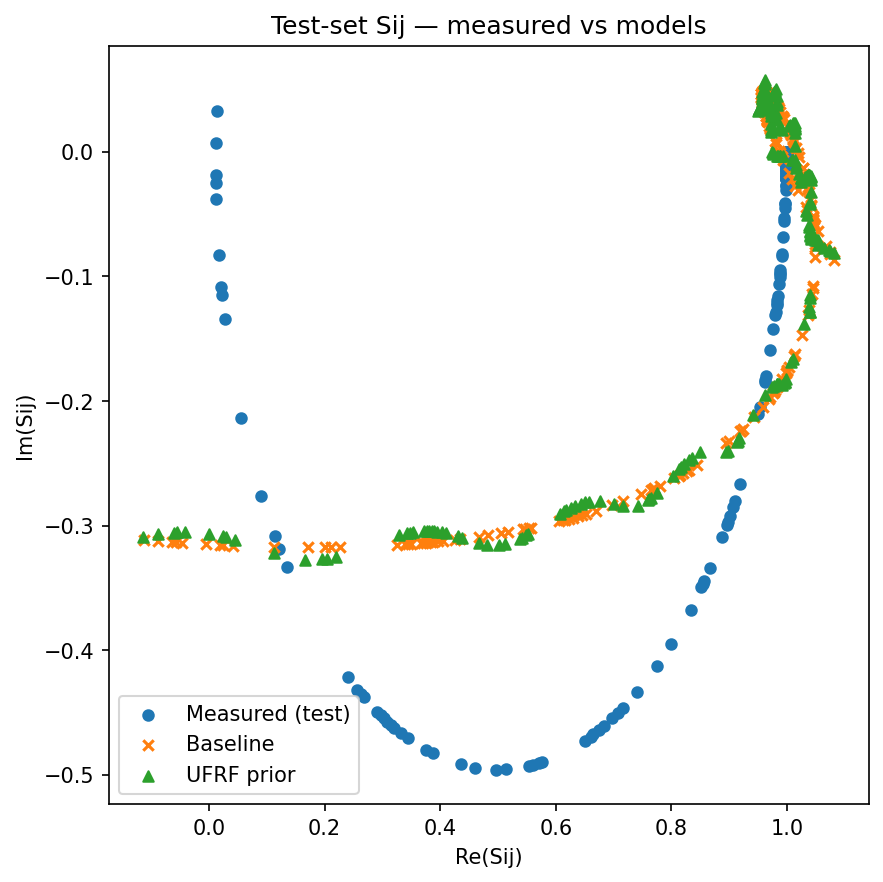 Test-set Sij — measured vs models
Im(Sij)
0.0
−0.1
−0.2
−0.3
−0.4
−0.5
Measured (test)
Baseline
UFRF prior
0.0 0.2 0.4 0.6 0.8 1.0
Re(Sij)